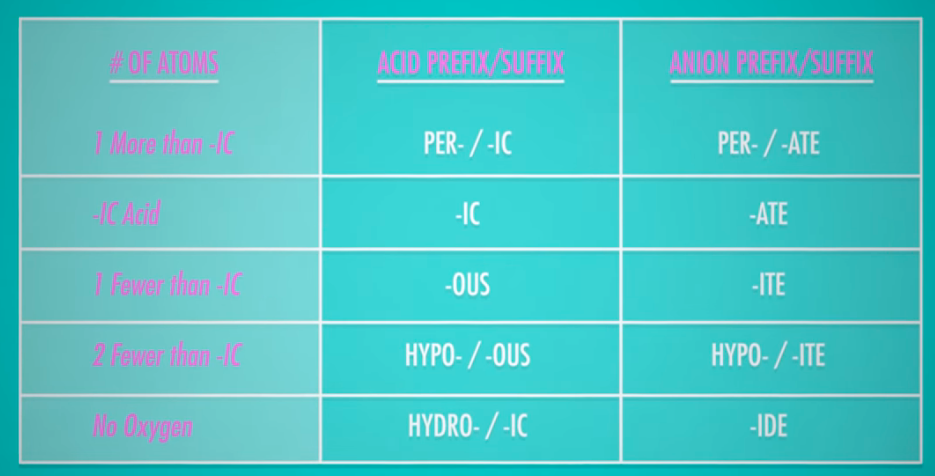 # OF ATOMS ACID PREFIX/SUFFIX ANION PREFIX/SUFFIX
1 More than -IC PER- / -IC PER- / -ATE
-IC Acid -IC -ATE
1 Fewer than -IC -OUS -ITE
2 Fewer than -IC HYPO- / -OUS HYPO- / -ITE
No Oxygen HYDRO- / -IC -IDE